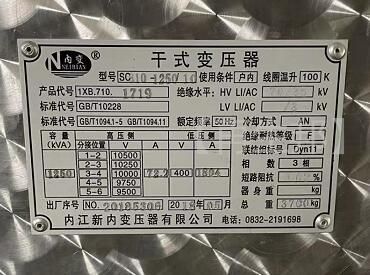 内变 ® 干式变压器
NEIBIAN
型号 SC 10-1250/10 使用条件 户内 线圈温升 100 K
产品代号 1XB.710. 1719 绝缘水平: HV LI/AC kV
标准代号 GB/T10228 LV LI/AC kV
标准代号 GB/T1094.1-5 GB/T1094.11 额定频率 50Hz 冷却方式 AN
容量 高压侧 低压侧 绝缘耐热等级
(kVA) 分接位置 V A V A 联结组标号 Dyn11
1250 1-2 10500 72.2 400 1804 相数 3 相
2-3 10250 短路阻抗
3-4 10000 器身重 kg
4-5 9750 总重 3700 kg
5-6 9500
出厂序号 NO.20185306 2018年05月
内江新内变压器有限公司 电话: 0832-2191698